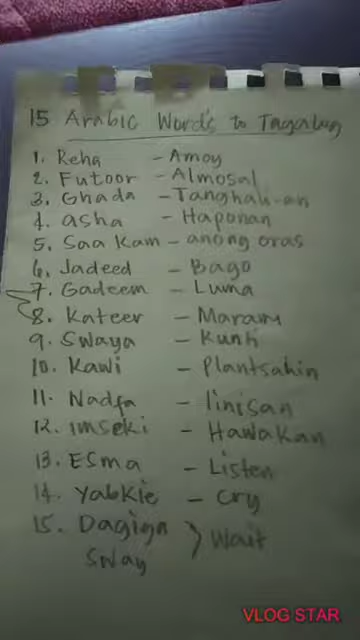 15 Arabic Words to Tagalog
1. Reha - Amoy
2. Futoor - Almosal
3. Ghada - Tanghali-an
4. asha - Haponan
5. Saa Kam - anong oras
6. Jadeed - Bago
7. Gadeem - Luma
8. Kateer - Maramy
9. Swaya - Kunti
10. Kawi - Plantsahin
11. Nadfa - linisan
12. imseki - Hawakan
13. Esma - Listen
14. Yabkie - Cry
15. Dagiga } Wait
Sway
VLOG STAR